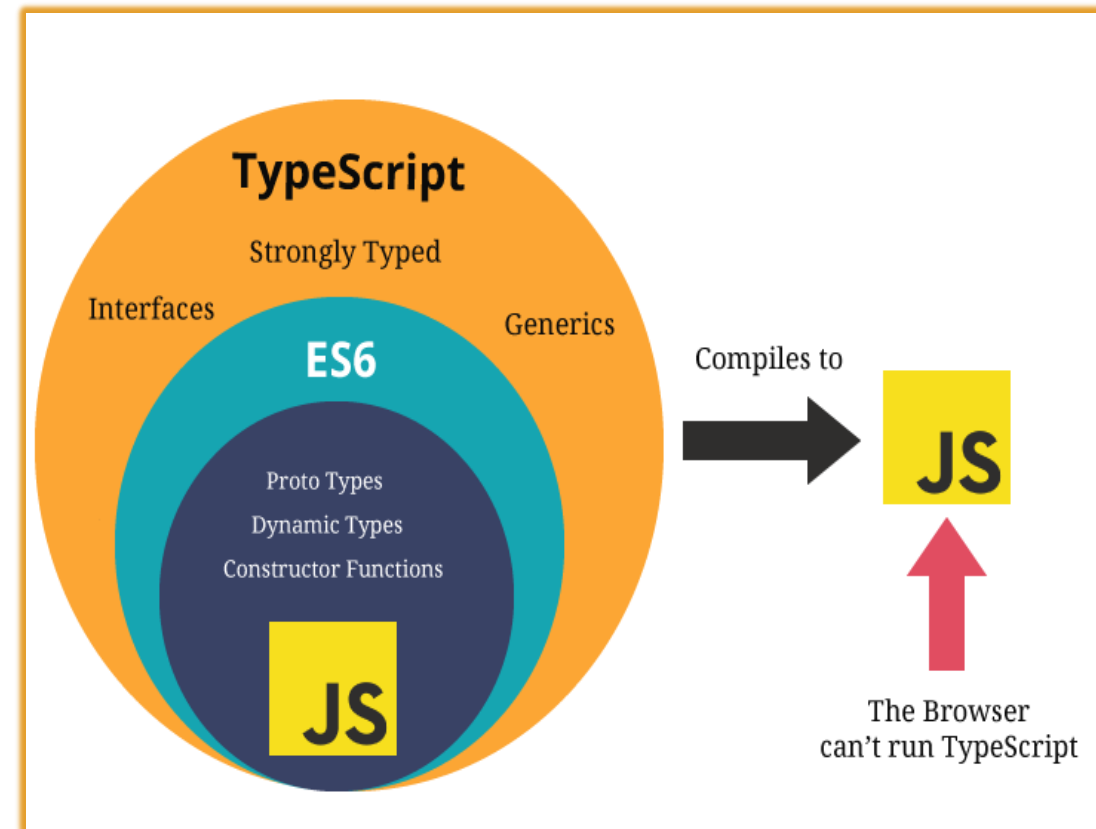 TypeScript
Strongly Typed
Interfaces
Generics
ES6
Proto Types
Dynamic Types
Constructor Functions
JS
Compiles to
JS
The Browser
can't run TypeScript